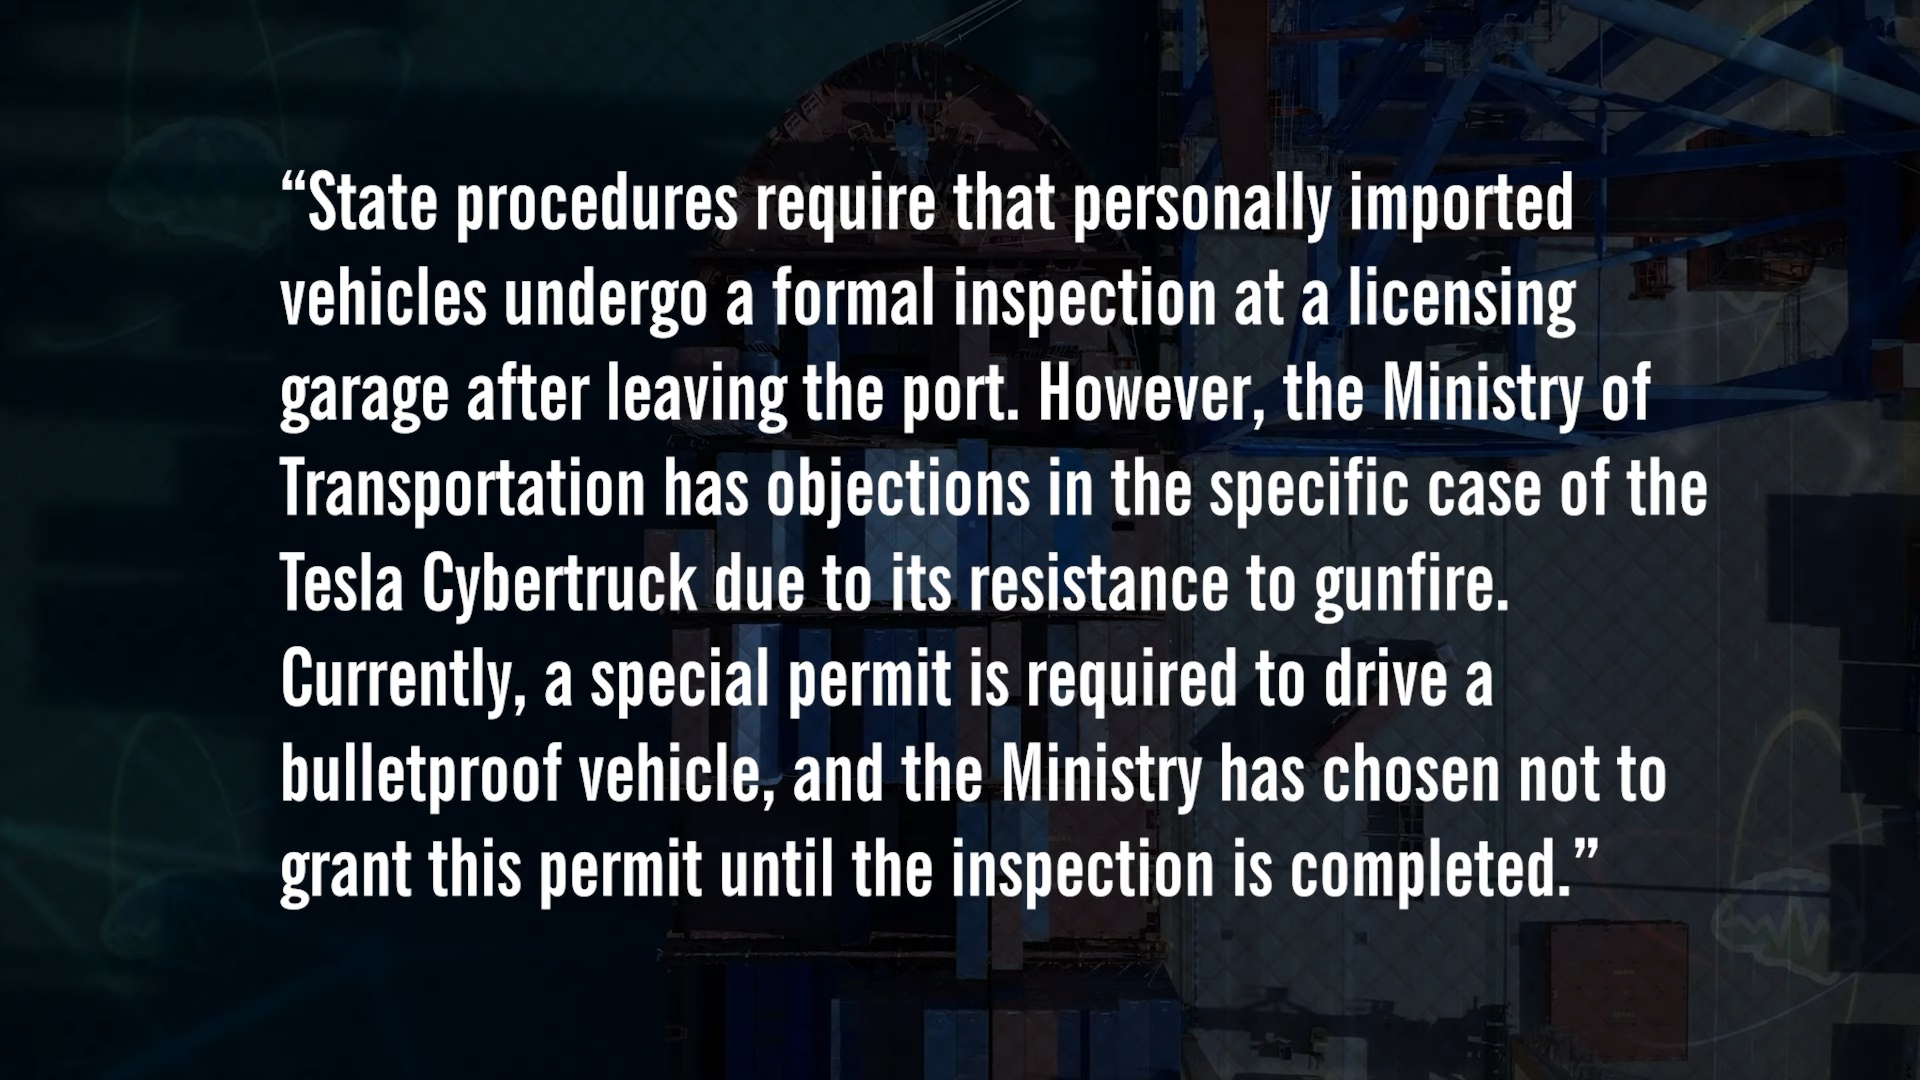 “State procedures require that personally imported
vehicles undergo a formal inspection at a licensing
garage after leaving the port. However, the Ministry of
Transportation has objections in the specific case of the
Tesla Cybertruck due to its resistance to gunfire.
Currently, a special permit is required to drive a
bulletproof vehicle, and the Ministry has chosen not to
grant this permit until the inspection is completed.”